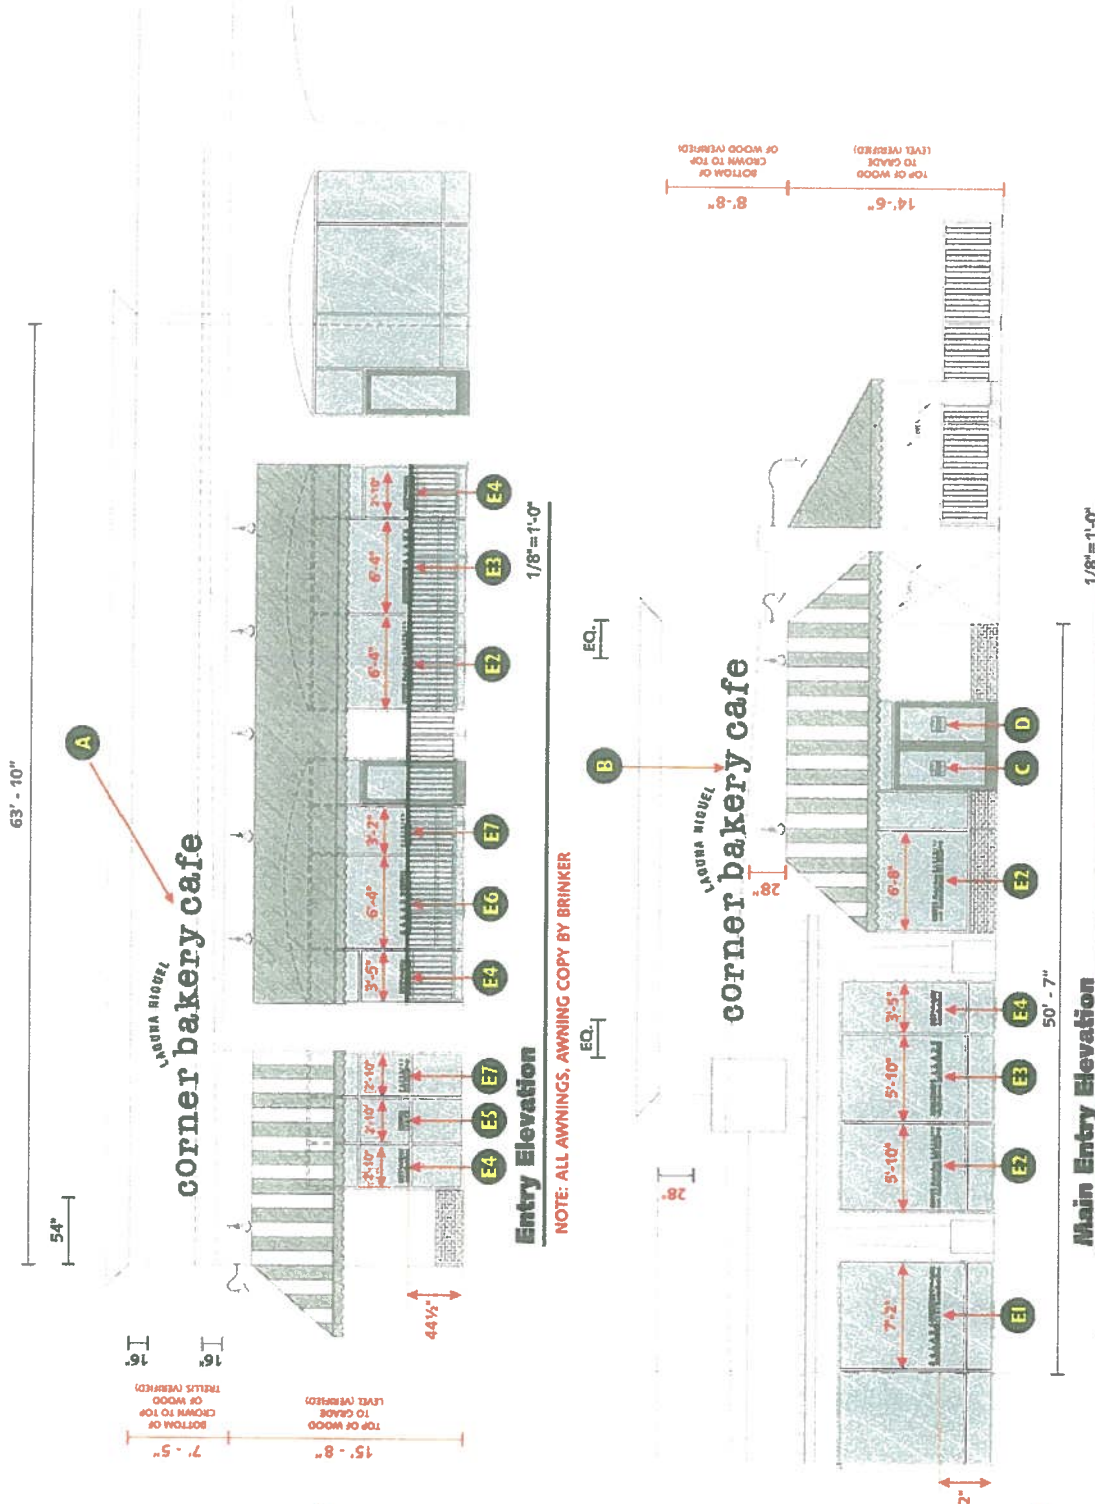 63' - 10"
54"
A
LAGUNA NIGUEL
corner bakery cafe
16"
16"
7' - 5"
BOTTOM OF
CROWN TO TOP
OF WOOD
TRELLIS (VERIFIED)
15' - 8"
TOP OF WOOD
TO GRADE
LEVEL (VERIFIED)
44½"
2'-10"
2'-10"
2'-10"
3'-5"
6'-4"
3'-2"
6'-4"
6'-4"
2'-10"
E4
E5
E7
E4
E6
E7
E2
E3
E4
Entry Elevation
1/8"=1'-0"
NOTE: ALL AWNINGS, AWNING COPY BY BRINKER
EQ.
EQ.
B
28"
LAGUNA NIGUEL
corner bakery cafe
28"
8'-8"
BOTTOM OF
CROWN TO TOP
OF WOOD (VERIFIED)
14'-6"
TOP OF WOOD
TO GRADE
LEVEL (VERIFIED)
7'-2"
5'-10"
5'-10"
3'-5"
6'-8"
E1
E2
E3
E4
E2
C
D
50' - 7"
Main Entry Elevation
1/8"=1'-0"